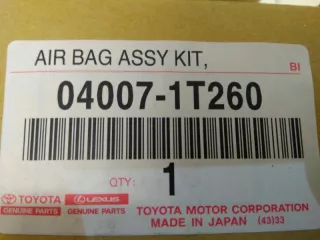 AIR BAG ASSY KIT,
BI
04007-1T260
QTY: 1
TOYOTA LEXUS
GENUINE PARTS GENUINE PARTS
TOYOTA MOTOR CORPORATION
MADE IN JAPAN (43)33